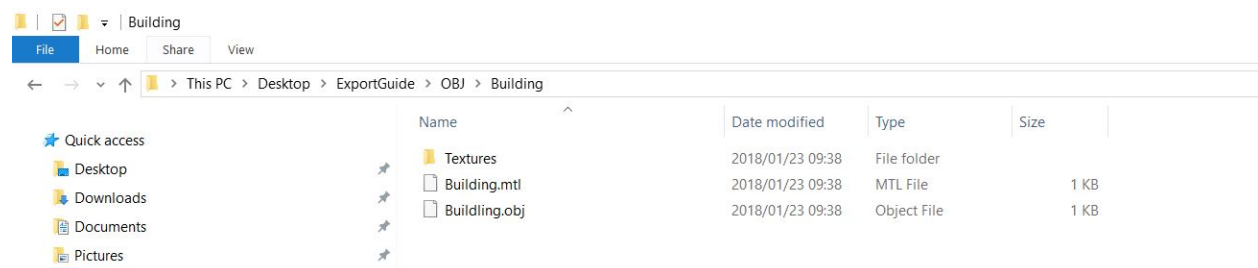 Building
File Home Share View
This PC > Desktop > ExportGuide > OBJ > Building
Name Date modified Type Size
Quick access
Textures 2018/01/23 09:38 File folder
Desktop
Building.mtl 2018/01/23 09:38 MTL File 1 KB
Downloads
Buildling.obj 2018/01/23 09:38 Object File 1 KB
Documents
Pictures